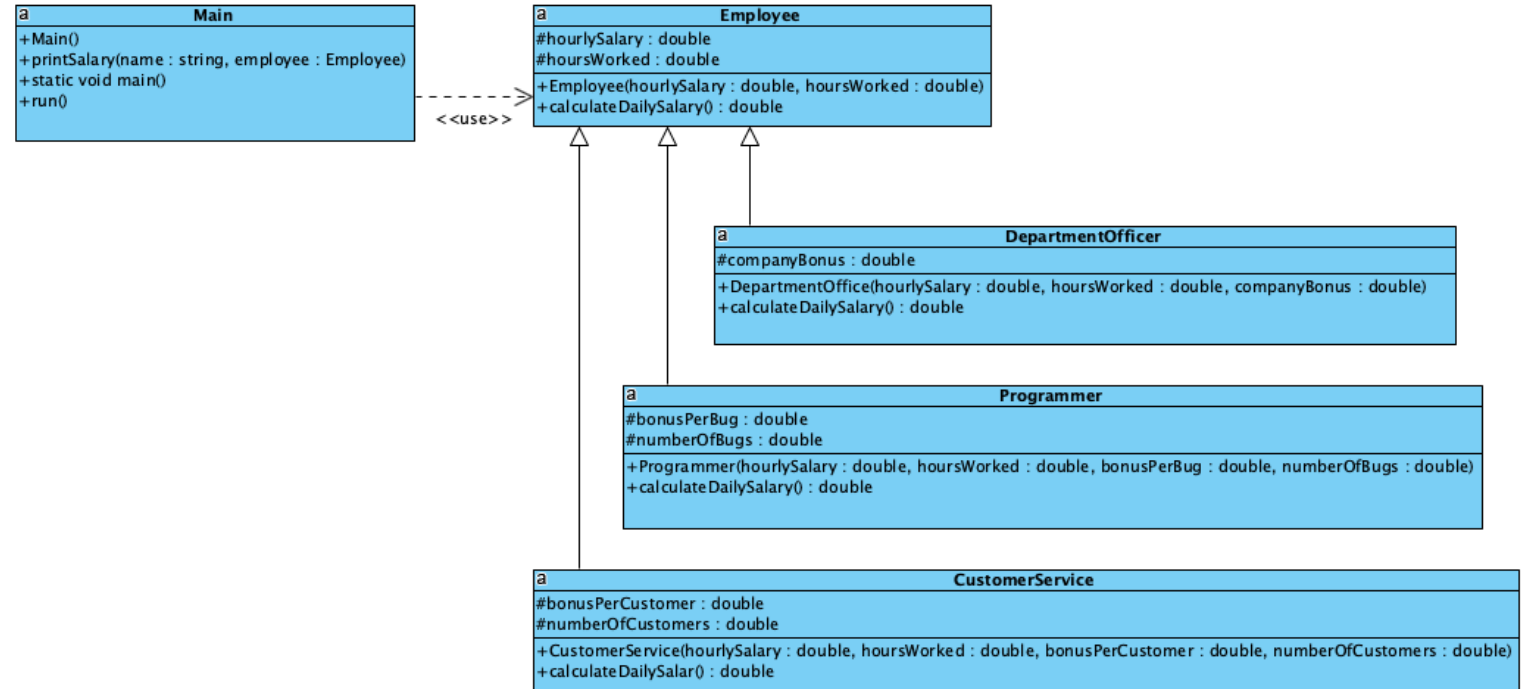 a
Main
+Main()
+printSalary(name : string, employee : Employee)
+static void main()
+run()
<<use>>
a
Employee
#hourlySalary : double
#hoursWorked : double
+Employee(hourlySalary : double, hoursWorked : double)
+calculateDailySalary() : double
a
DepartmentOfficer
#companyBonus : double
+DepartmentOffice(hourlySalary : double, hoursWorked : double, companyBonus : double)
+calculateDailySalary() : double
a
Programmer
#bonusPerBug : double
#numberOfBugs : double
+Programmer(hourlySalary : double, hoursWorked : double, bonusPerBug : double, numberOfBugs : double)
+calculateDailySalary() : double
a
CustomerService
#bonusPerCustomer : double
#numberOfCustomers : double
+CustomerService(hourlySalary : double, hoursWorked : double, bonusPerCustomer : double, numberOfCustomers : double)
+calculateDailySalar() : double